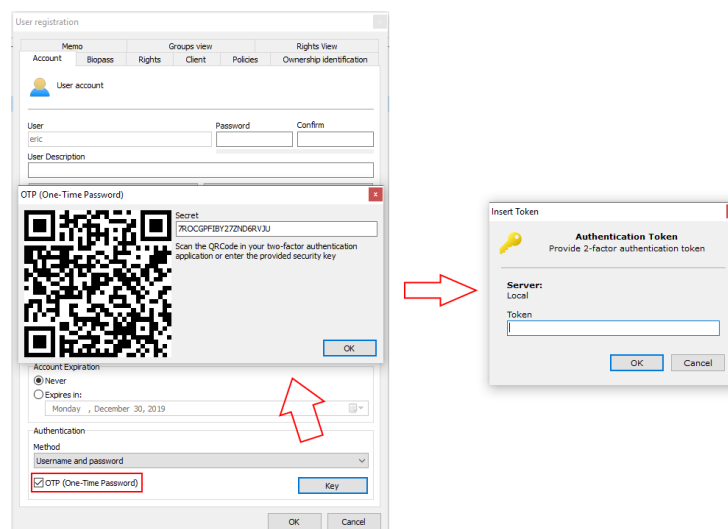 User registration
Memo Groups view Rights View
Account Biopass Rights Client Policies Ownership identification
User account
User Password Confirm
eric
User Description
OTP (One-Time Password)
Secret
7ROCGPFIBY27ZND6RVJU
Scan the QRCode in your two-factor authentication
application or enter the provided security key
OK
Account Expiration
Never
Expires in:
Monday , December 30, 2019
Authentication
Method
Username and password
OTP (One-Time Password) Key
OK Cancel
Insert Token
Authentication Token
Provide 2-factor authentication token
Server:
Local
Token
OK Cancel